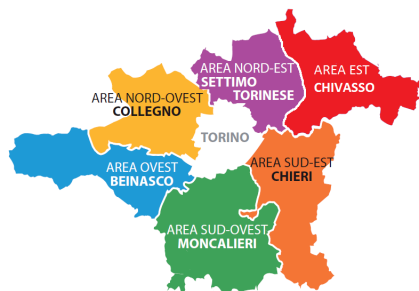 AREA NORD-EST
SETTIMO
TORINESE
AREA EST
CHIVASSO
AREA NORD-OVEST
COLLEGNO
TORINO
AREA OVEST
BEINASCO
AREA SUD-EST
CHIERI
AREA SUD-OVEST
MONCALIERI